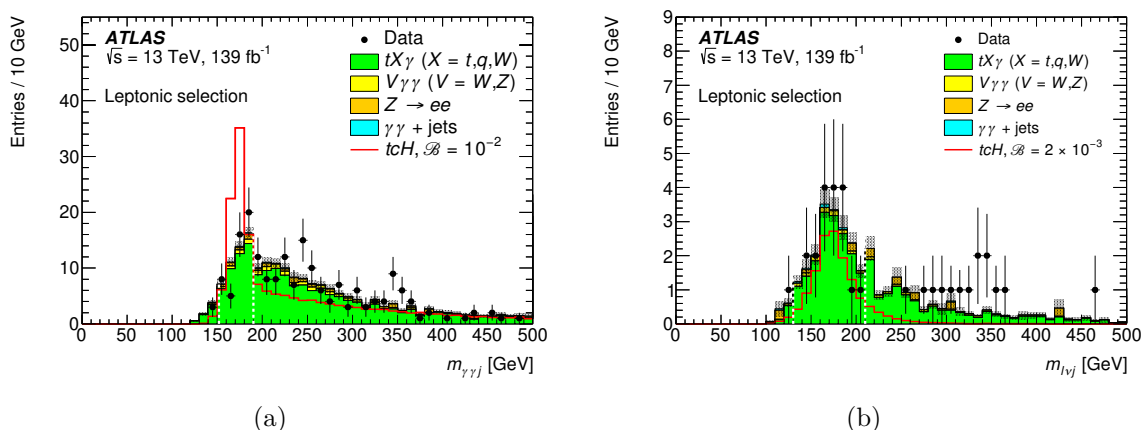 Entries / 10 GeV
50
40
30
20
10
0
ATLAS
√s = 13 TeV, 139 fb⁻¹
Leptonic selection
Data
tXγ (X = t,q,W)
Vγγ (V = W,Z)
Z → ee
γγ + jets
tcH, ℬ = 10⁻²
0 50 100 150 200 250 300 350 400 450 500
m_γγj [GeV]
(a)
Entries / 10 GeV
9
8
7
6
5
4
3
2
1
0
ATLAS
√s = 13 TeV, 139 fb⁻¹
Leptonic selection
Data
tXγ (X = t,q,W)
Vγγ (V = W,Z)
Z → ee
γγ + jets
tcH, ℬ = 2 × 10⁻³
0 50 100 150 200 250 300 350 400 450 500
m_lνj [GeV]
(b)